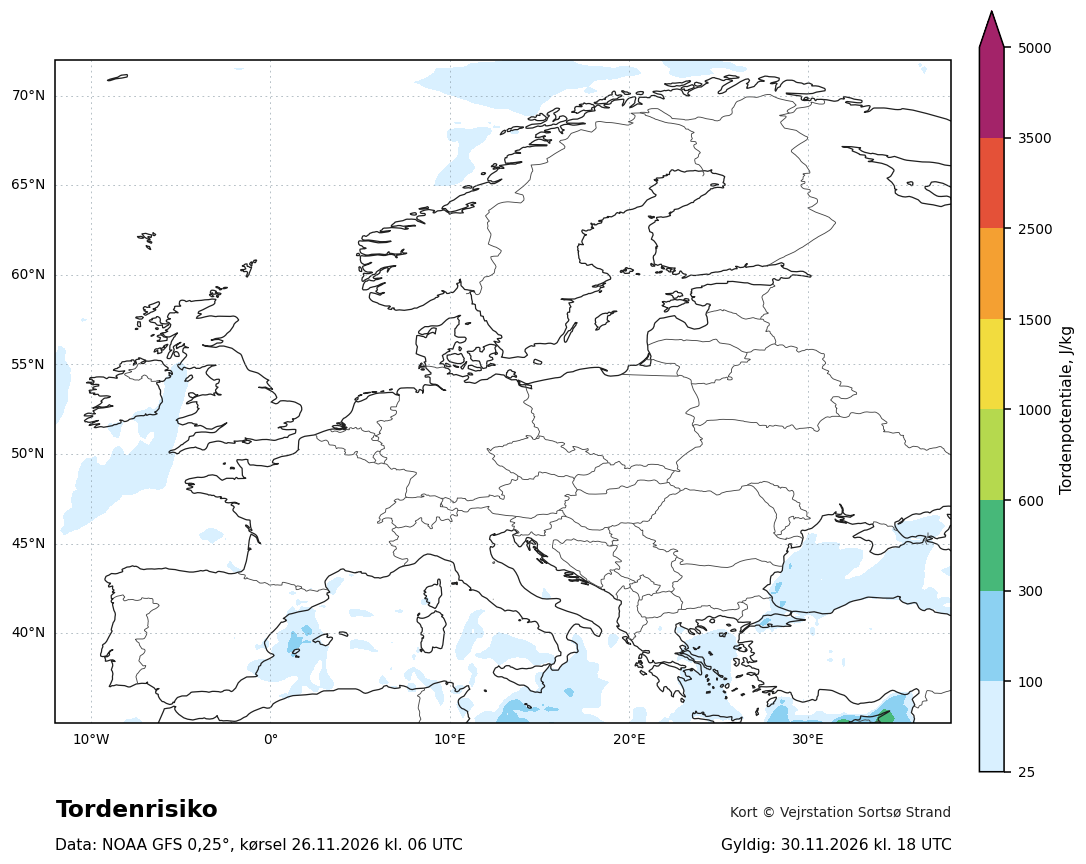 70°N
65°N
60°N
55°N
50°N
45°N
40°N
10°W
0°
10°E
20°E
30°E
5000
3500
2500
1500
1000
600
300
100
25
Tordenpotentiale, J/kg
Tordenrisiko
Kort © Vejrstation Sortsø Strand
Data: NOAA GFS 0,25°, kørsel 26.11.2026 kl. 06 UTC
Gyldig: 30.11.2026 kl. 18 UTC